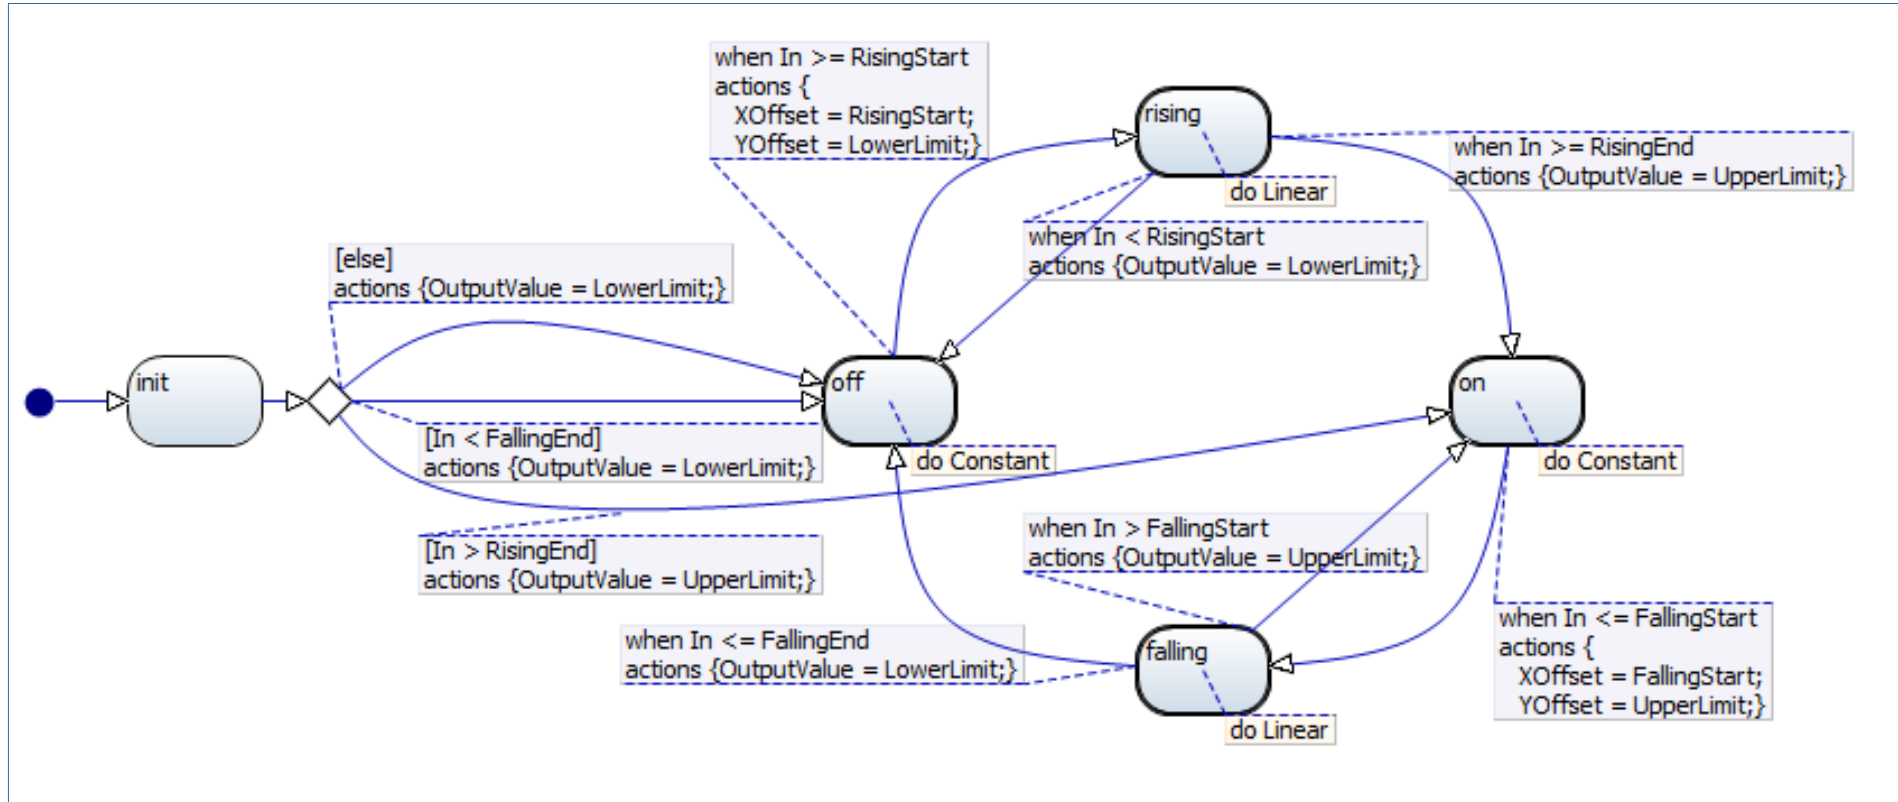 when In >= RisingStart
actions {
XOffset = RisingStart;
YOffset = LowerLimit;}
rising
do Linear
when In >= RisingEnd
actions {OutputValue = UpperLimit;}
when In < RisingStart
actions {OutputValue = LowerLimit;}
[else]
actions {OutputValue = LowerLimit;}
init
off
do Constant
on
do Constant
[In < FallingEnd]
actions {OutputValue = LowerLimit;}
[In > RisingEnd]
actions {OutputValue = UpperLimit;}
when In > FallingStart
actions {OutputValue = UpperLimit;}
when In <= FallingEnd
actions {OutputValue = LowerLimit;}
falling
do Linear
when In <= FallingStart
actions {
XOffset = FallingStart;
YOffset = UpperLimit;}